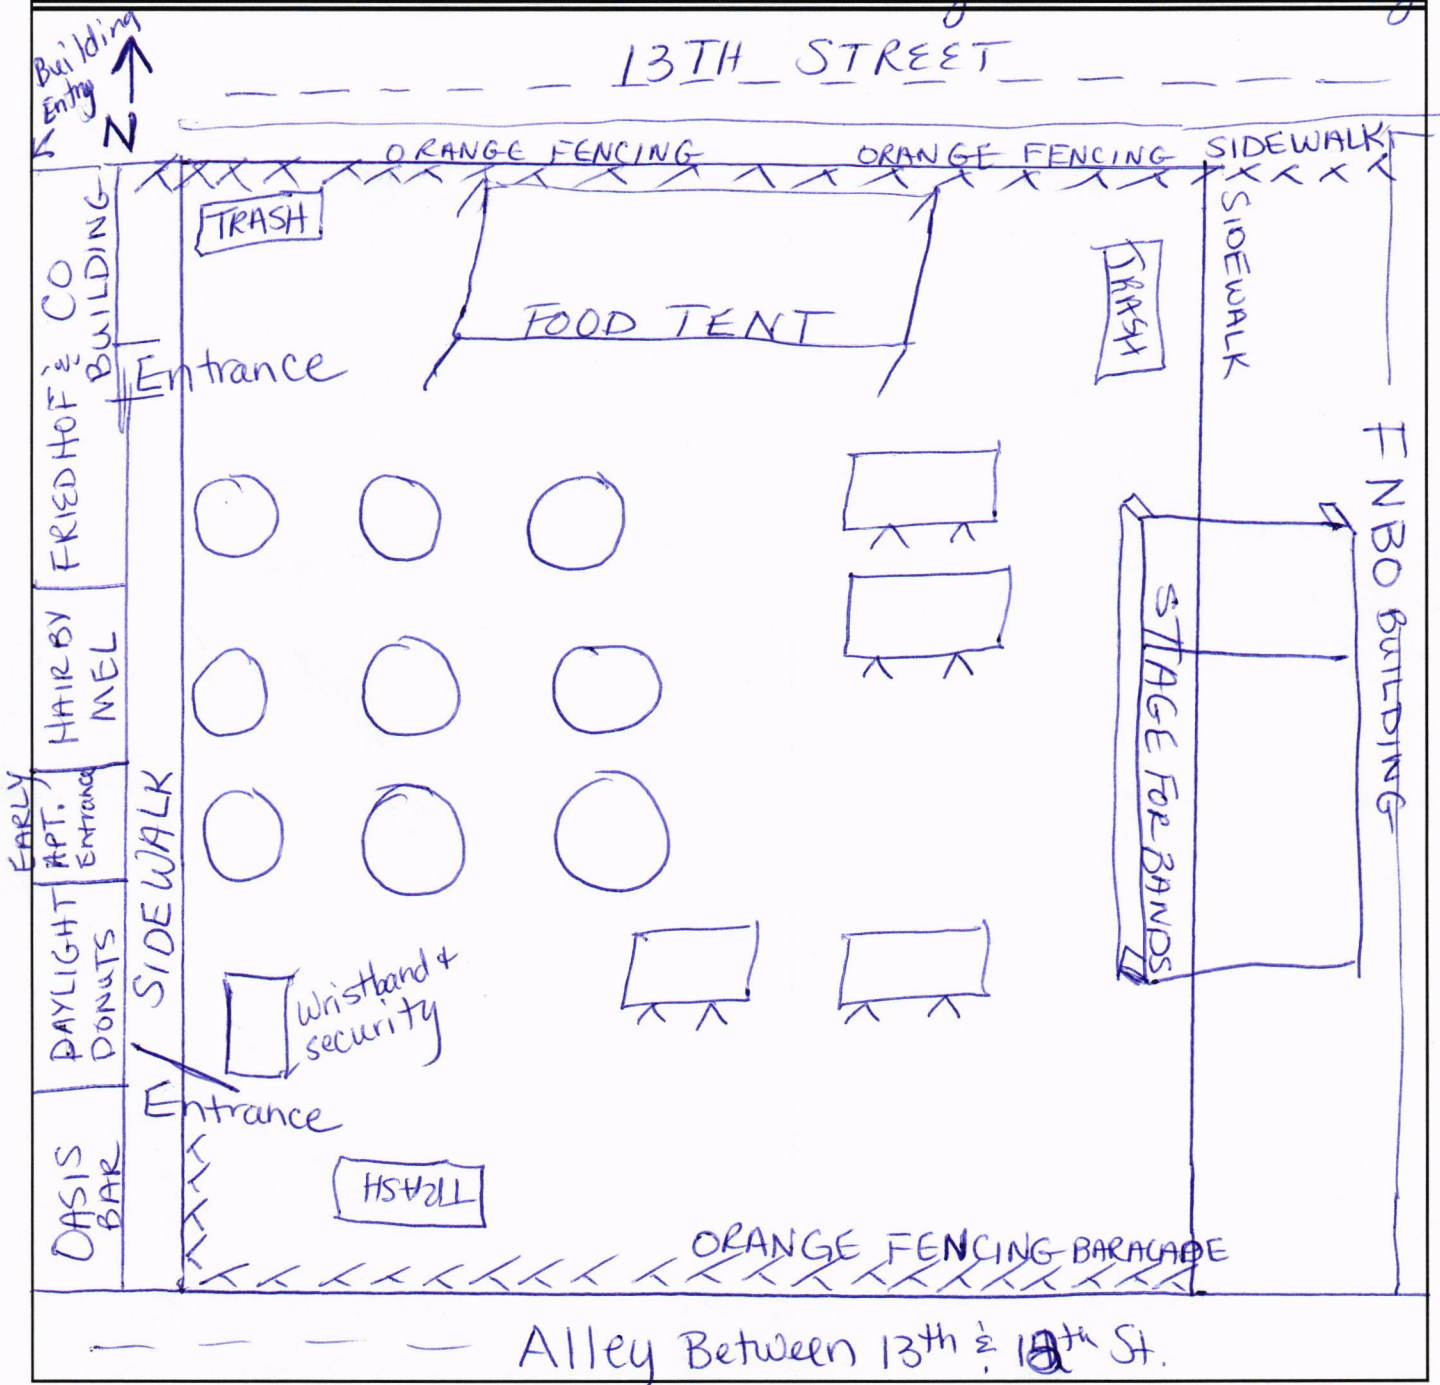 Building
Entry
N
13TH STREET
ORANGE FENCING
ORANGE FENCING
SIDEWALK
TRASH
FOOD TENT
TRASH
SIDEWALK
FRIEDHOF & CO
BUILDING
Entrance
FNBO BUILDING
STAGE FOR BANDS
HAIR BY
MEL
EARLY
APT.
Entrance
SIDEWALK
DAYLIGHT
DONUTS
Wristband +
security
Entrance
OASIS
BAR
TRASH
ORANGE FENCING BARACADE
Alley Between 13th & 12th St.